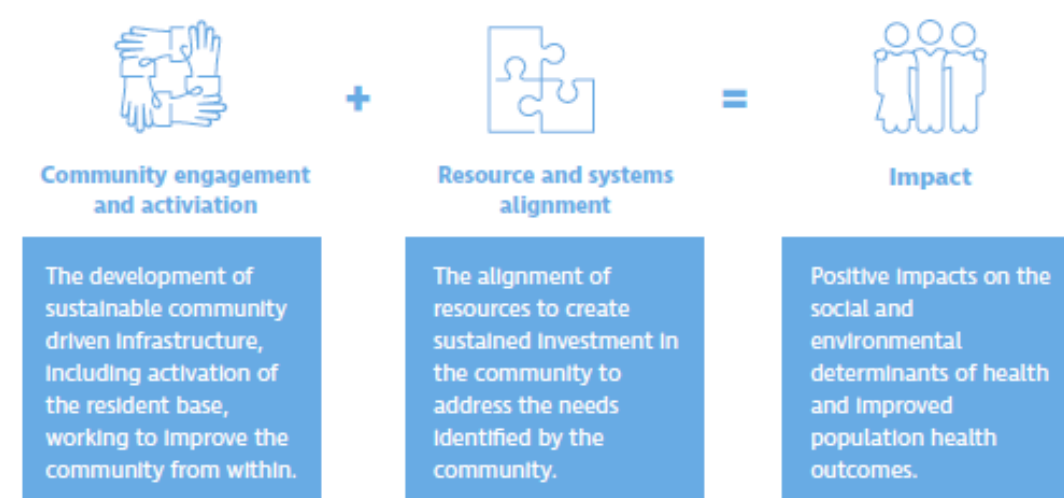 +
=
Community engagement
and activiation
Resource and systems
alignment
Impact
The development of
sustainable community
driven infrastructure,
including activation of
the resident base,
working to improve the
community from within.
The alignment of
resources to create
sustained investment in
the community to
address the needs
identified by the
community.
Positive impacts on the
social and
environmental
determinants of health
and improved
population health
outcomes.